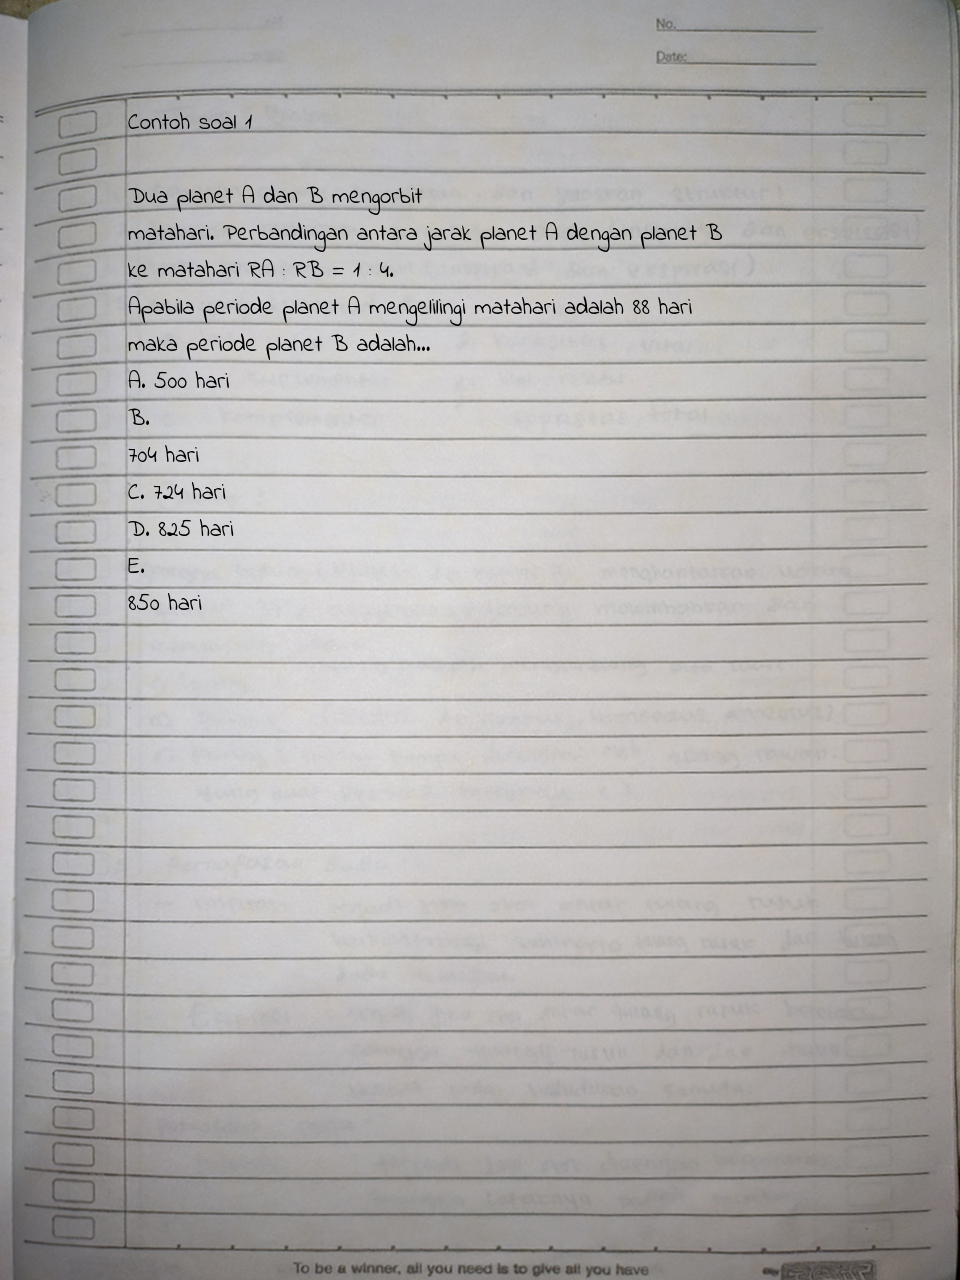 No.
Date:
Contoh soal 1
Dua planet A dan B mengorbit
matahari. Perbandingan antara jarak planet A dengan planet B
ke matahari RA : RB = 1 : 4.
Apabila periode planet A mengelilingi matahari adalah 88 hari
maka periode planet B adalah...
A. 500 hari
B.
704 hari
C. 724 hari
D. 825 hari
E.
850 hari
To be a winner, all you need is to give all you have